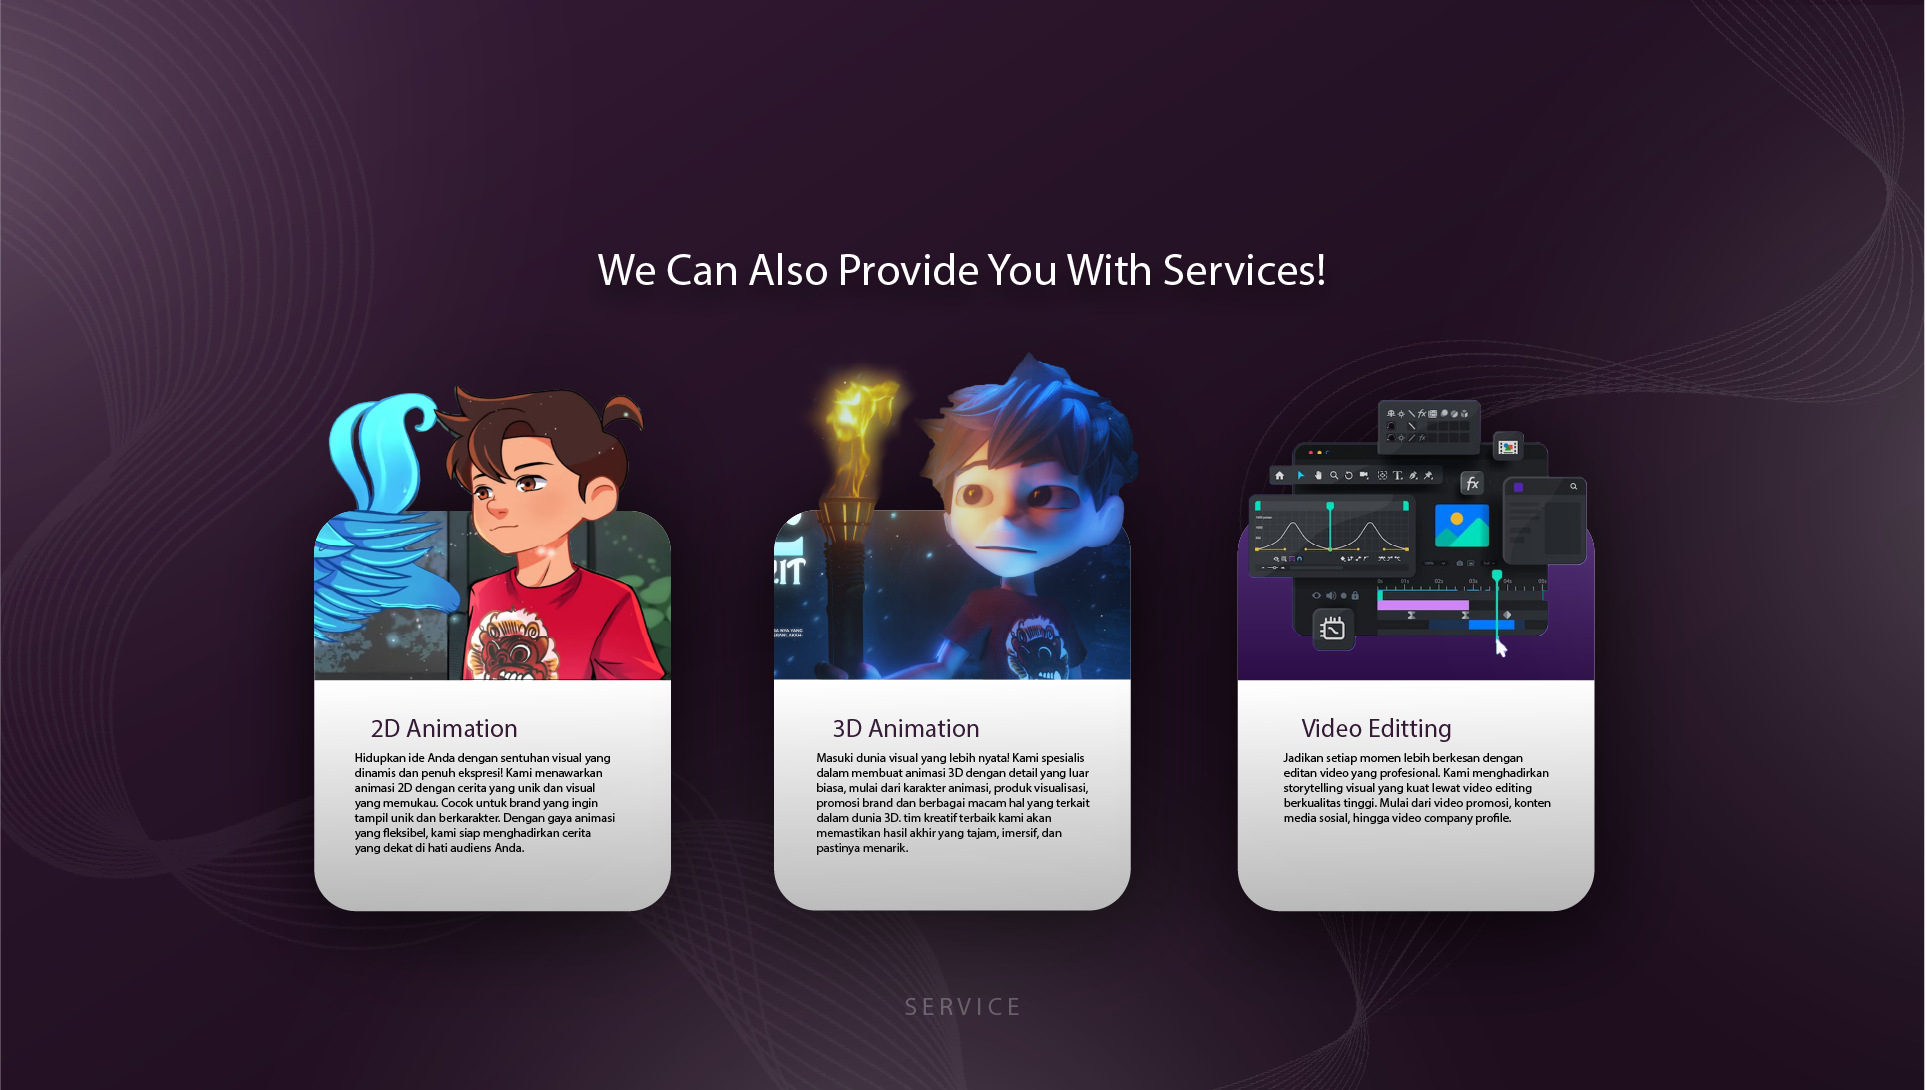 We Can Also Provide You With Services!
2D Animation
Hidupkan ide Anda dengan sentuhan visual yang
dinamis dan penuh ekspresi! Kami menawarkan
animasi 2D dengan cerita yang unik dan visual
yang memukau. Cocok untuk brand yang ingin
tampil unik dan berkarakter. Dengan gaya animasi
yang fleksibel, kami siap menghadirkan cerita
yang dekat di hati audiens Anda.
3D Animation
Masuki dunia visual yang lebih nyata! Kami spesialis
dalam membuat animasi 3D dengan detail yang luar
biasa, mulai dari karakter animasi, produk visualisasi,
promosi brand dan berbagai macam hal yang terkait
dalam dunia 3D. tim kreatif terbaik kami akan
memastikan hasil akhir yang tajam, imersif, dan
pastinya menarik.
fx
0s 01s 02s 03s 04s 05s
Video Editting
Jadikan setiap momen lebih berkesan dengan
editan video yang profesional. Kami menghadirkan
storytelling visual yang kuat lewat video editing
berkualitas tinggi. Mulai dari video promosi, konten
media sosial, hingga video company profile.
SERVICE